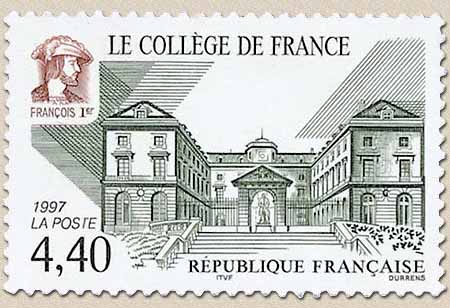 LE COLLÈGE DE FRANCE
FRANÇOIS 1er
1997
LA POSTE
4,40
RÉPUBLIQUE FRANÇAISE
ITVF
DURRENS